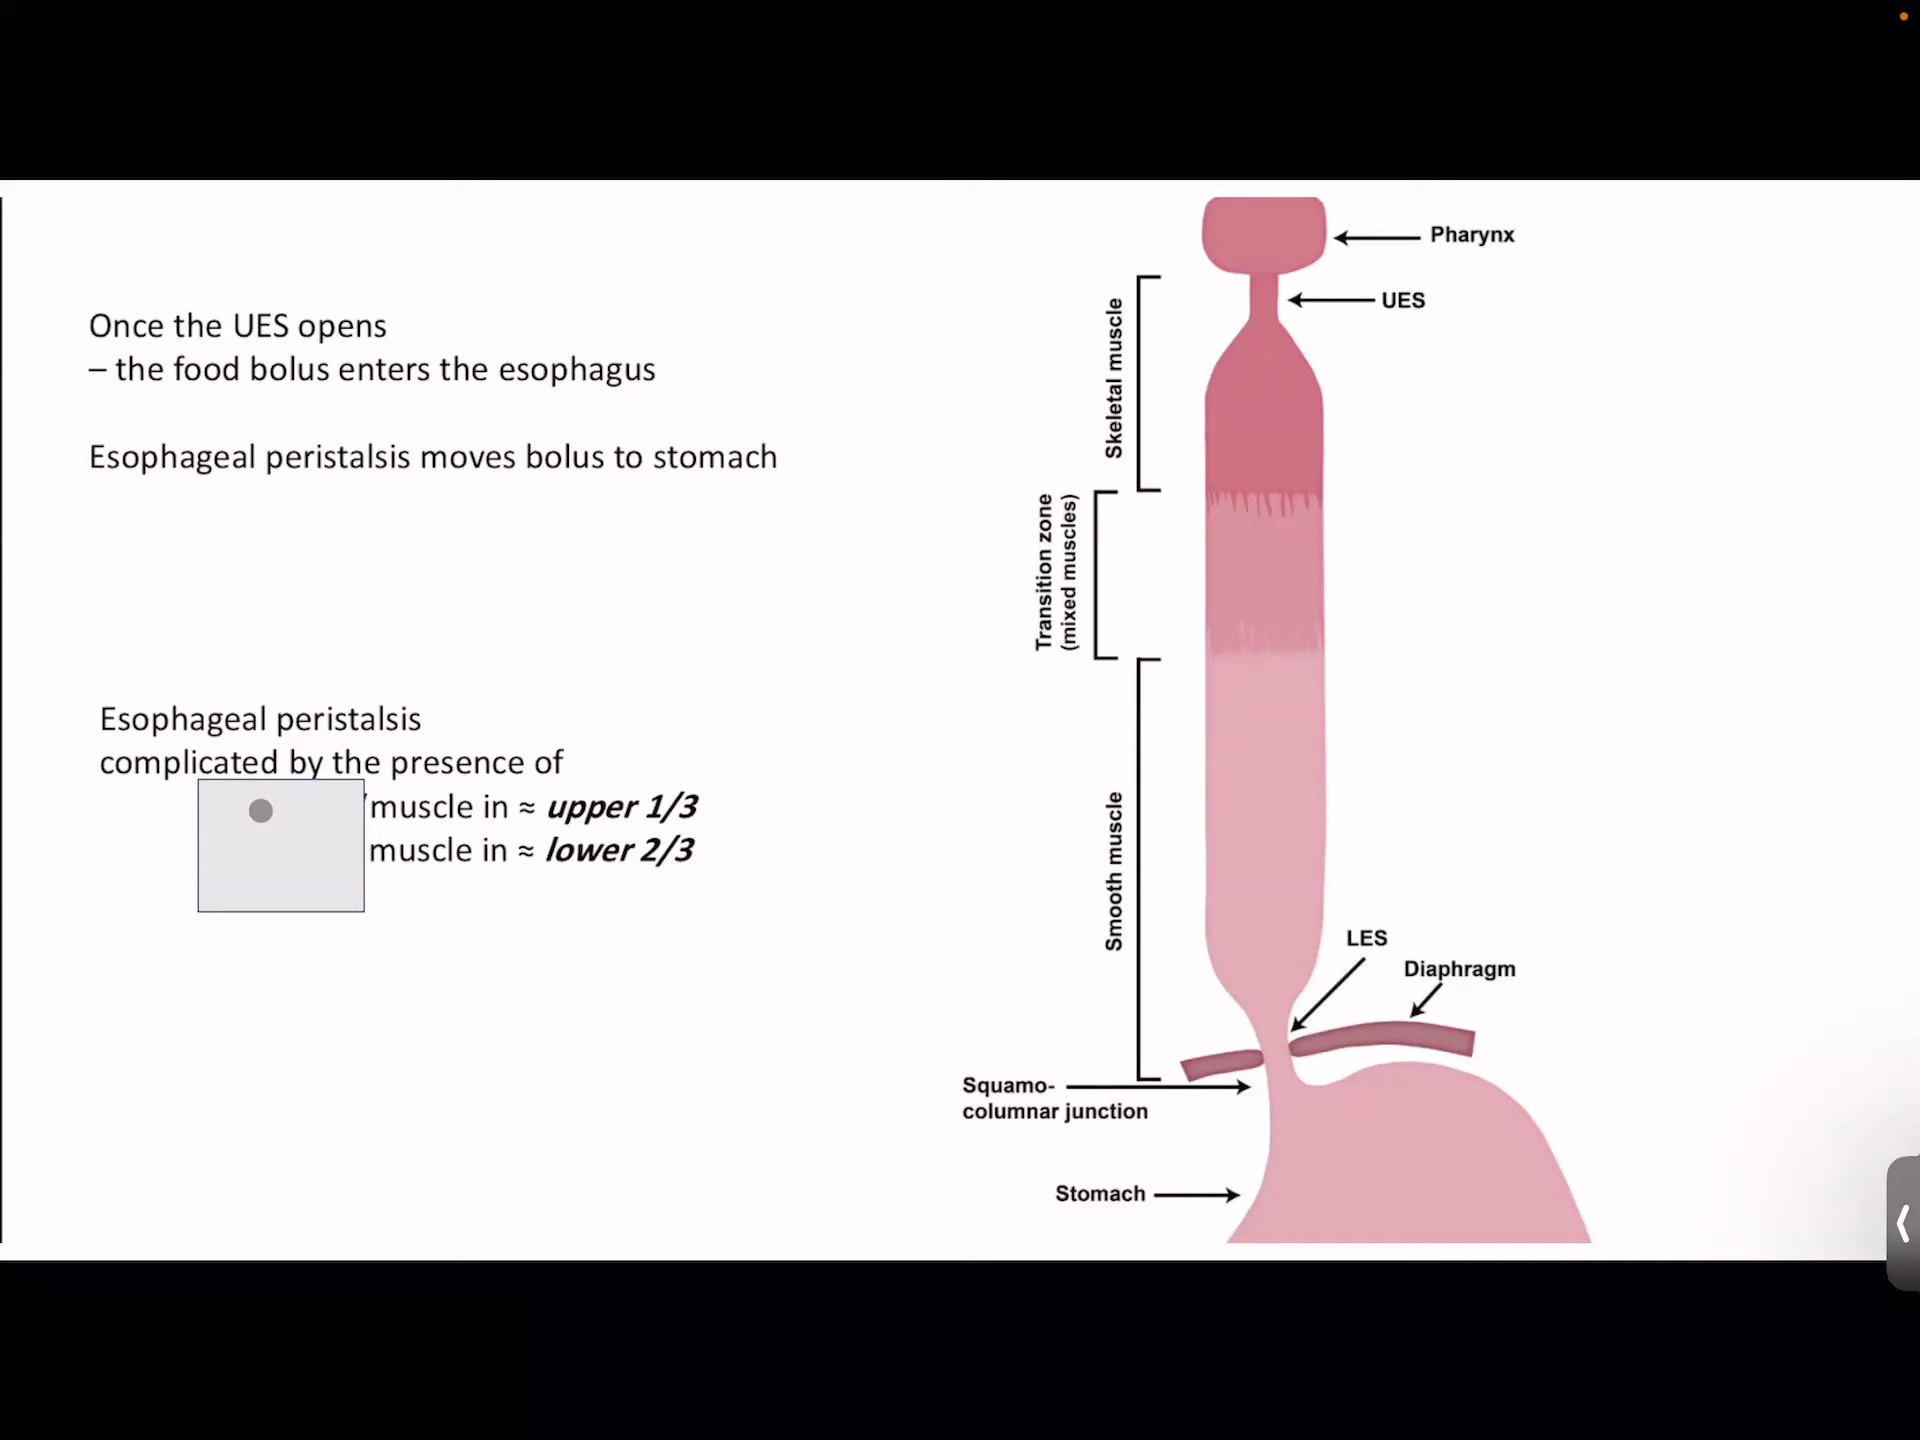 Once the UES opens
– the food bolus enters the esophagus
Esophageal peristalsis moves bolus to stomach
Esophageal peristalsis
complicated by the presence of
muscle in ≈ upper 1/3
muscle in ≈ lower 2/3
Pharynx
UES
Skeletal muscle
Transition zone
(mixed muscles)
Smooth muscle
LES
Diaphragm
Squamo-
columnar junction
Stomach